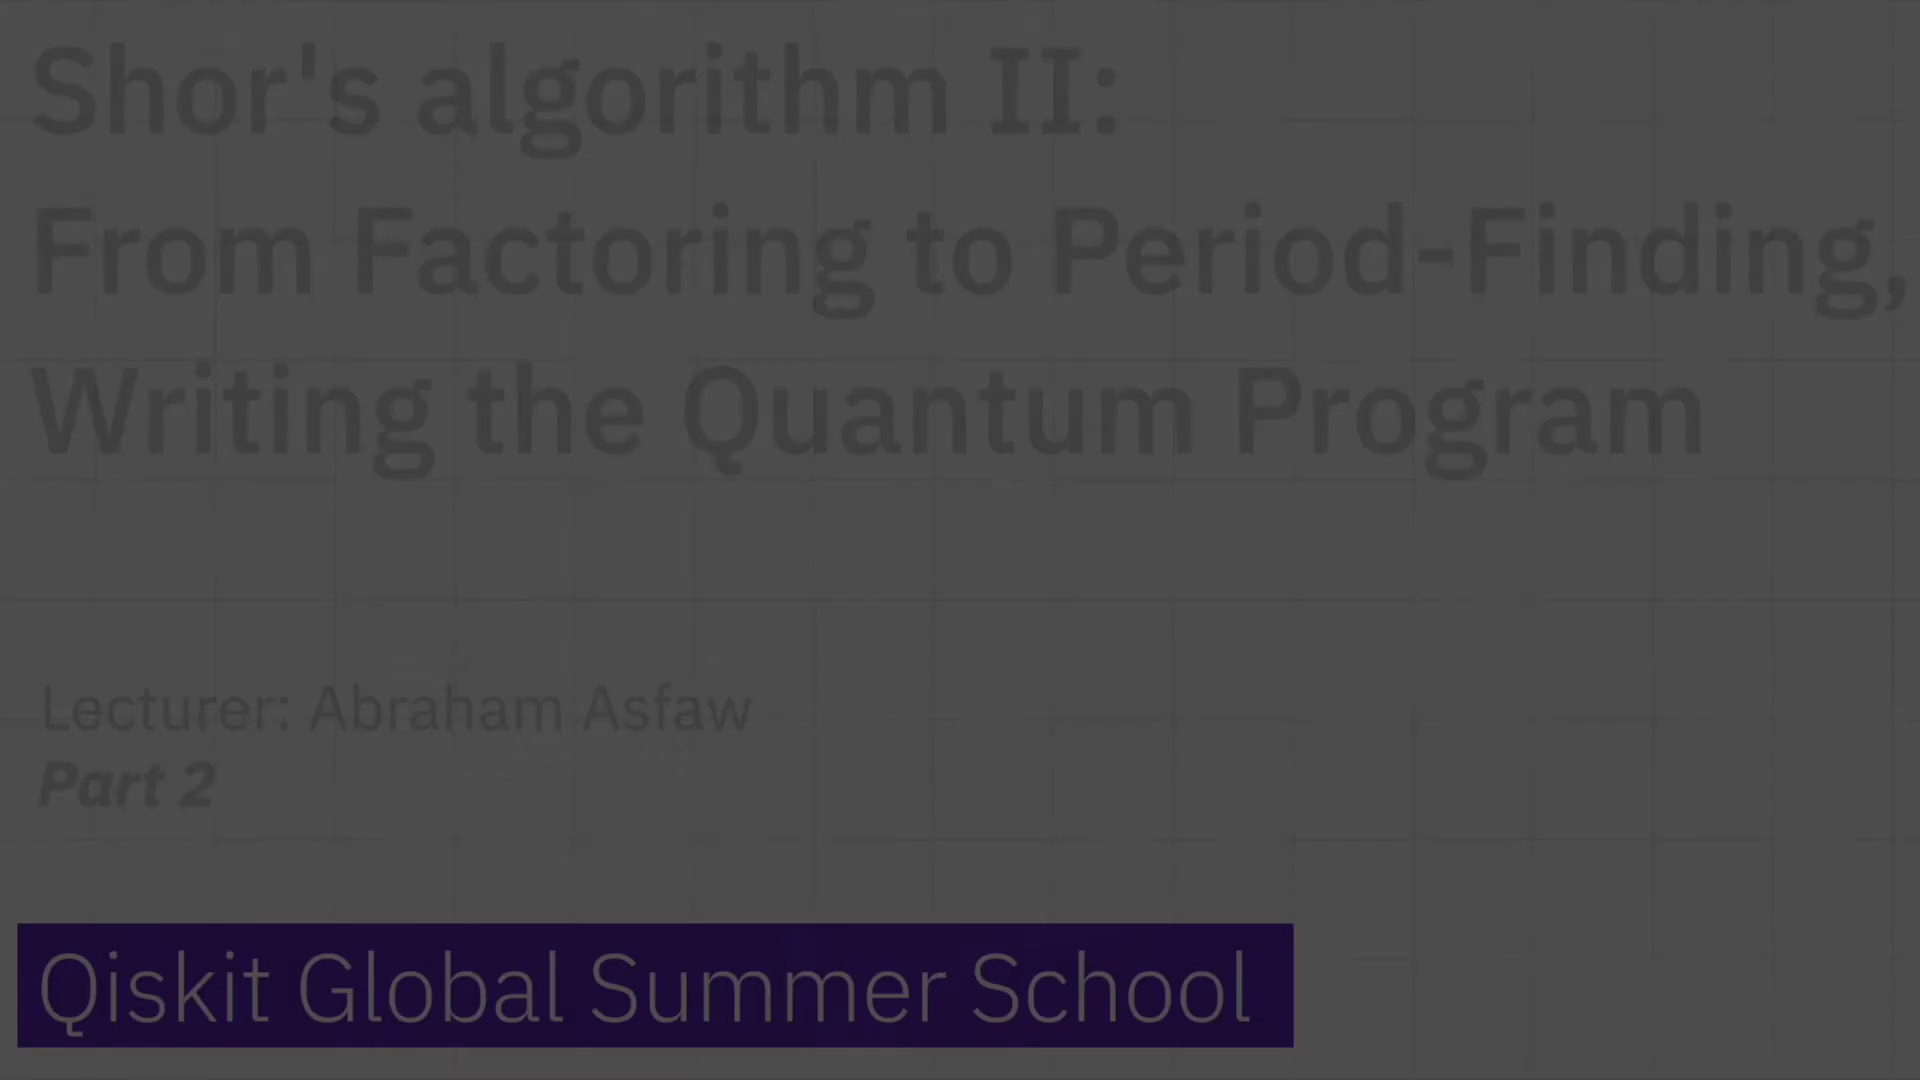 Shor's algorithm II:
From Factoring to Period-Finding,
Writing the Quantum Program
Lecturer: Abraham Asfaw
Part 2
Qiskit Global Summer School